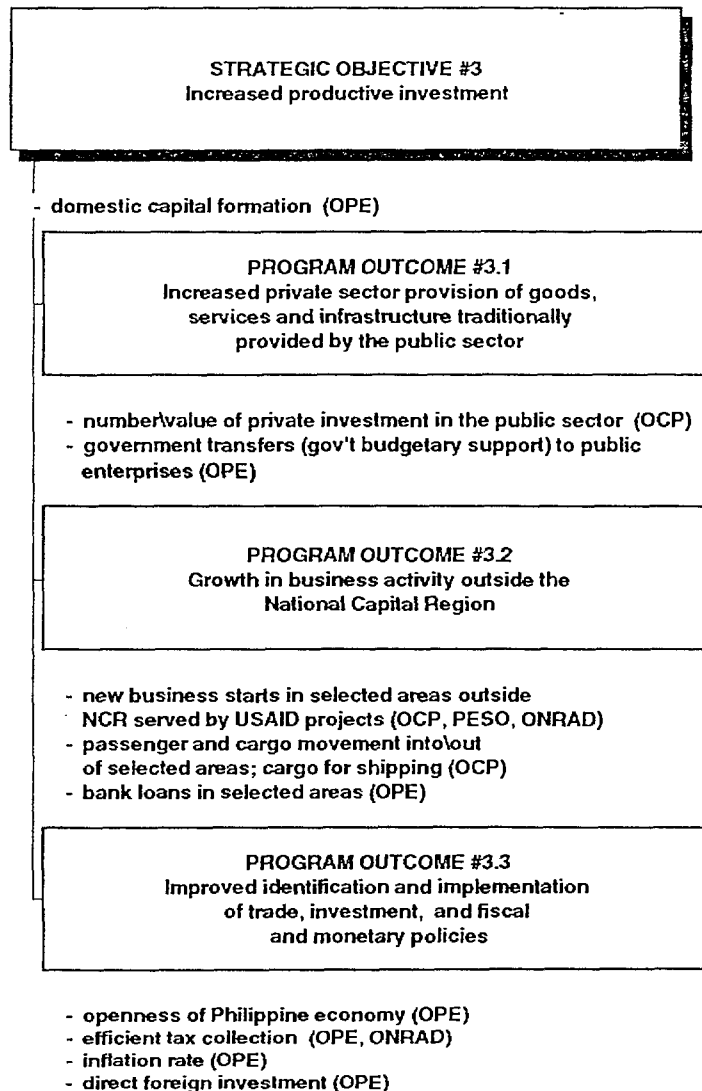 STRATEGIC OBJECTIVE #3
Increased productive investment
- domestic capital formation (OPE)
PROGRAM OUTCOME #3.1
Increased private sector provision of goods,
services and infrastructure traditionally
provided by the public sector
- number\value of private investment in the public sector (OCP)
- government transfers (gov't budgetary support) to public
enterprises (OPE)
PROGRAM OUTCOME #3.2
Growth in business activity outside the
National Capital Region
- new business starts in selected areas outside
NCR served by USAID projects (OCP, PESO, ONRAD)
- passenger and cargo movement into\out
of selected areas; cargo for shipping (OCP)
- bank loans in selected areas (OPE)
PROGRAM OUTCOME #3.3
Improved identification and implementation
of trade, investment, and fiscal
and monetary policies
- openness of Philippine economy (OPE)
- efficient tax collection (OPE, ONRAD)
- inflation rate (OPE)
- direct foreign investment (OPE)